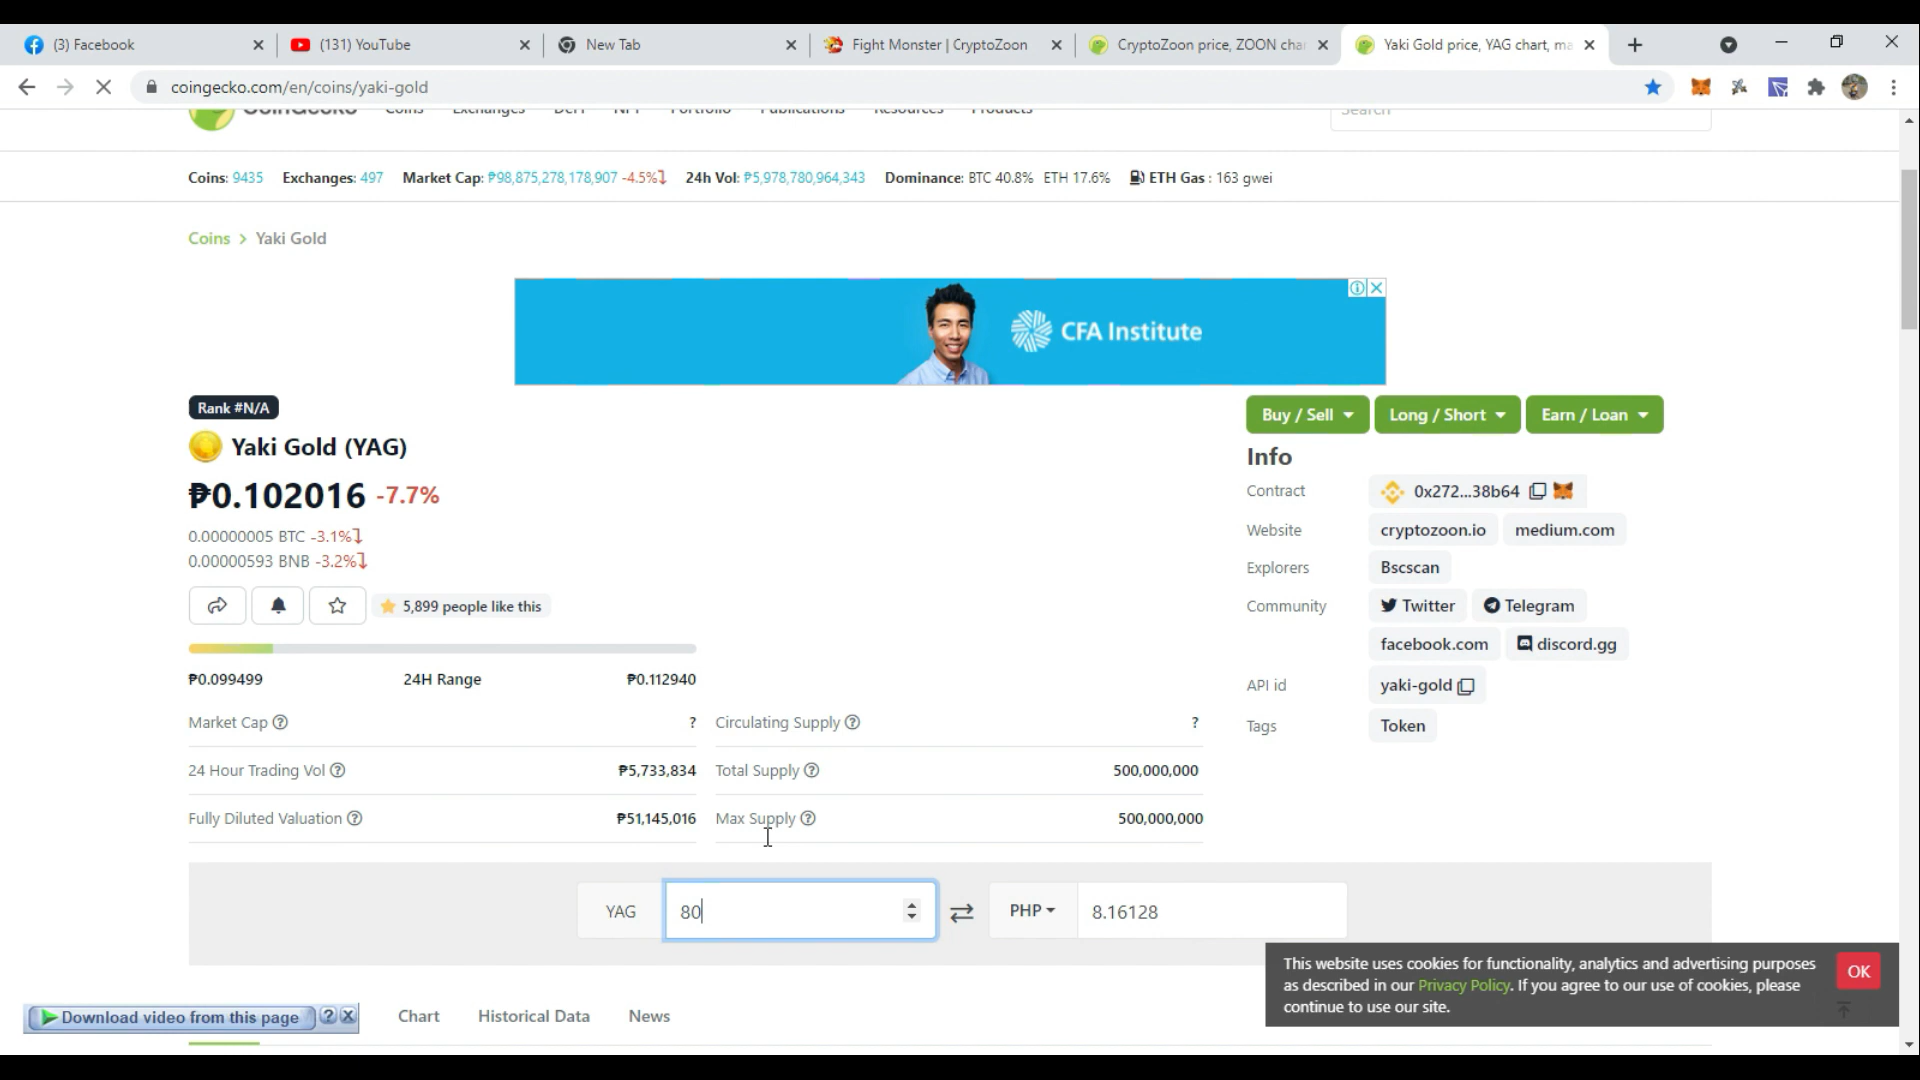 (3) Facebook
(131) YouTube
New Tab
Fight Monster | CryptoZoon
CryptoZoon price, ZOON cha
Yaki Gold price, YAG chart, ma
coingecko.com/en/coins/yaki-gold
CoinGecko Coins Exchanges DeFi NFT Portfolio Publications Resources Products Search
Coins: 9435 Exchanges: 497 Market Cap: ₱98,875,278,178,907 -4.5% 24h Vol: ₱5,978,780,964,343 Dominance: BTC 40.8% ETH 17.6% ETH Gas : 163 gwei
Coins > Yaki Gold
CFA Institute
Rank #N/A
Yaki Gold (YAG)
₱0.102016 -7.7%
0.00000005 BTC -3.1%
0.00000593 BNB -3.2%
5,899 people like this
₱0.099499 24H Range ₱0.112940
Market Cap ?
Circulating Supply ?
24 Hour Trading Vol ₱5,733,834
Total Supply 500,000,000
Fully Diluted Valuation ₱51,145,016
Max Supply 500,000,000
Buy / Sell Long / Short Earn / Loan
Info
Contract 0x272...38b64
Website cryptozoon.io medium.com
Explorers Bscscan
Community Twitter Telegram
facebook.com discord.gg
API id yaki-gold
Tags Token
YAG 80 PHP 8.16128
This website uses cookies for functionality, analytics and advertising purposes
as described in our Privacy Policy. If you agree to our use of cookies, please
continue to use our site.
OK
Download video from this page ?
Chart Historical Data News